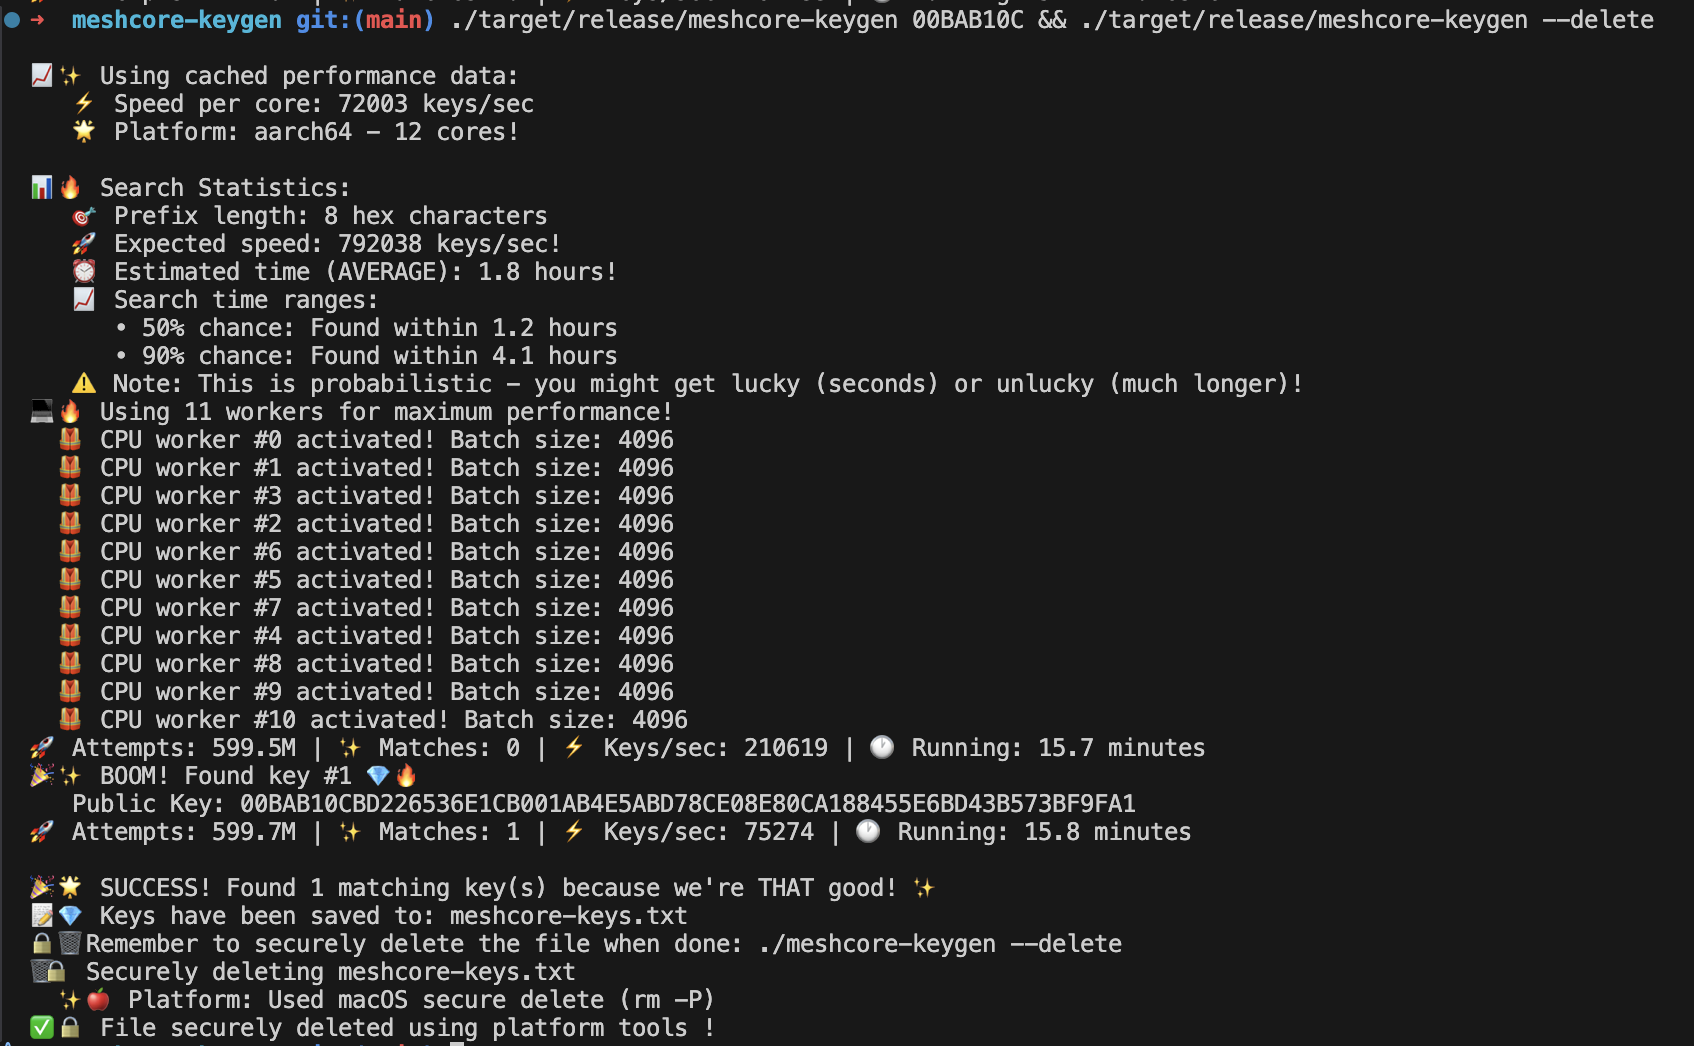 ➜ meshcore-keygen git:(main) ./target/release/meshcore-keygen 00BAB10C && ./target/release/meshcore-keygen --delete
📈✨ Using cached performance data:
⚡ Speed per core: 72003 keys/sec
🌟 Platform: aarch64 - 12 cores!
📊🔥 Search Statistics:
🎯 Prefix length: 8 hex characters
🚀 Expected speed: 792038 keys/sec!
⏰ Estimated time (AVERAGE): 1.8 hours!
📈 Search time ranges:
• 50% chance: Found within 1.2 hours
• 90% chance: Found within 4.1 hours
⚠️ Note: This is probabilistic - you might get lucky (seconds) or unlucky (much longer)!
💻🔥 Using 11 workers for maximum performance!
🦺 CPU worker #0 activated! Batch size: 4096
🦺 CPU worker #1 activated! Batch size: 4096
🦺 CPU worker #3 activated! Batch size: 4096
🦺 CPU worker #2 activated! Batch size: 4096
🦺 CPU worker #6 activated! Batch size: 4096
🦺 CPU worker #5 activated! Batch size: 4096
🦺 CPU worker #7 activated! Batch size: 4096
🦺 CPU worker #4 activated! Batch size: 4096
🦺 CPU worker #8 activated! Batch size: 4096
🦺 CPU worker #9 activated! Batch size: 4096
🦺 CPU worker #10 activated! Batch size: 4096
🚀 Attempts: 599.5M | ✨ Matches: 0 | ⚡ Keys/sec: 210619 | 🕐 Running: 15.7 minutes
🎉✨ BOOM! Found key #1 💎🔥
Public Key: 00BAB10CBD226536E1CB001AB4E5ABD78CE08E80CA188455E6BD43B573BF9FA1
🚀 Attempts: 599.7M | ✨ Matches: 1 | ⚡ Keys/sec: 75274 | 🕐 Running: 15.8 minutes
🎉🌟 SUCCESS! Found 1 matching key(s) because we're THAT good! ✨
📝💎 Keys have been saved to: meshcore-keys.txt
🔒🗑️Remember to securely delete the file when done: ./meshcore-keygen --delete
🗑️🔒 Securely deleting meshcore-keys.txt
✨🍎 Platform: Used macOS secure delete (rm -P)
✅🔒 File securely deleted using platform tools !